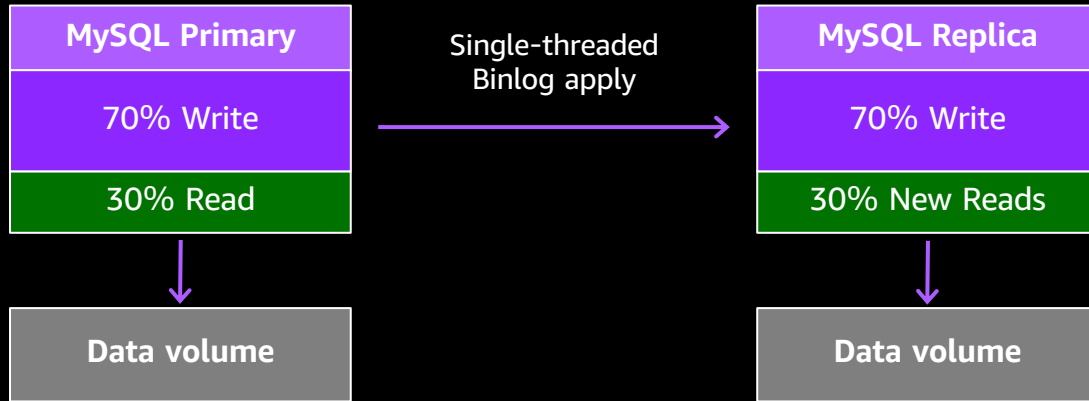 MySQL Primary
70% Write
30% Read
Data volume
Single-threaded
Binlog apply
MySQL Replica
70% Write
30% New Reads
Data volume